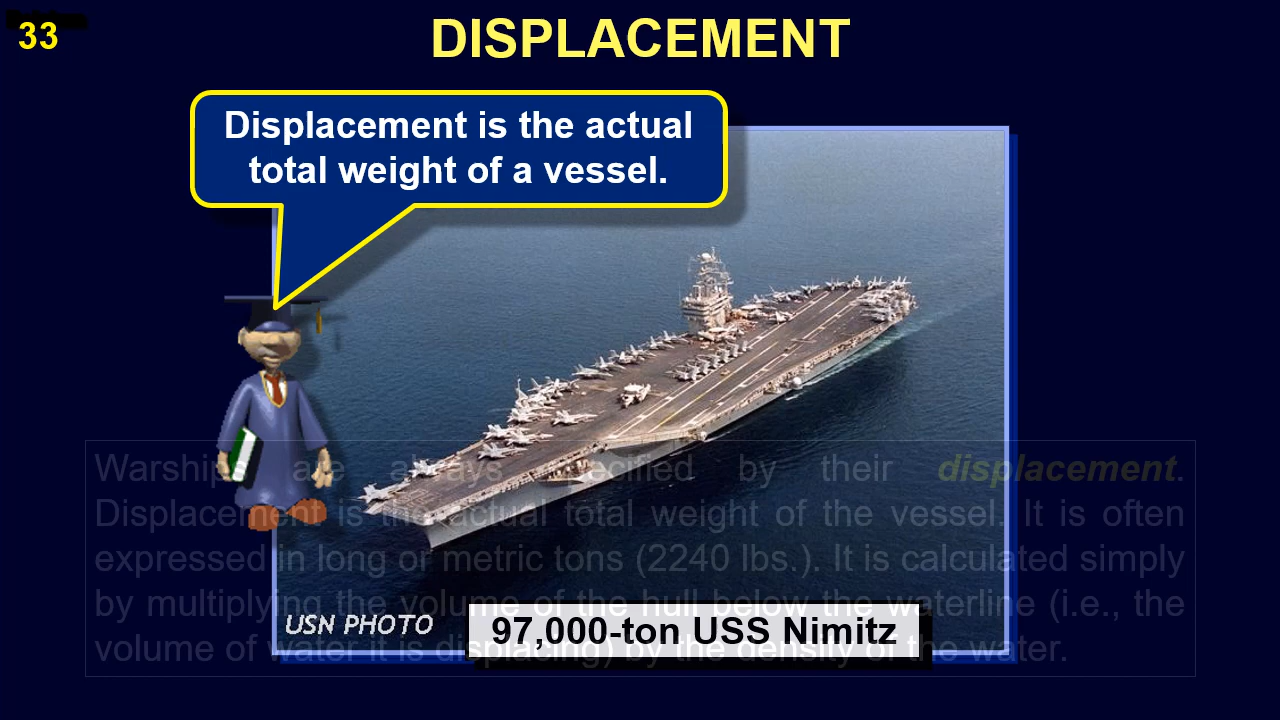 33
DISPLACEMENT
Displacement is the actual
total weight of a vessel.
Warships are always specified by their displacement.
Displacement is the actual total weight of the vessel. It is often
expressed in long or metric tons (2240 lbs.). It is calculated simply
by multiplying the volume of the hull below the waterline (i.e., the
volume of water it is displacing) by the density of the water.
USN PHOTO
97,000-ton USS Nimitz